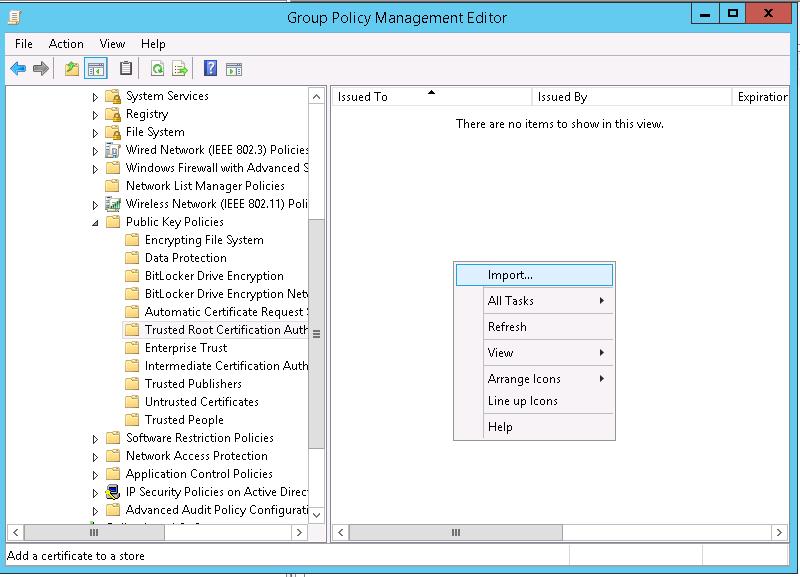 Group Policy Management Editor
File Action View Help
Issued To Issued By Expiration
There are no items to show in this view.
System Services
Registry
File System
Wired Network (IEEE 802.3) Policies
Windows Firewall with Advanced S
Network List Manager Policies
Wireless Network (IEEE 802.11) Poli
Public Key Policies
Encrypting File System
Data Protection
BitLocker Drive Encryption
BitLocker Drive Encryption Netw
Automatic Certificate Request S
Trusted Root Certification Auth
Enterprise Trust
Intermediate Certification Auth
Trusted Publishers
Untrusted Certificates
Trusted People
Software Restriction Policies
Network Access Protection
Application Control Policies
IP Security Policies on Active Direc
Advanced Audit Policy Configurati
Import...
All Tasks
Refresh
View
Arrange Icons
Line up Icons
Help
Add a certificate to a store